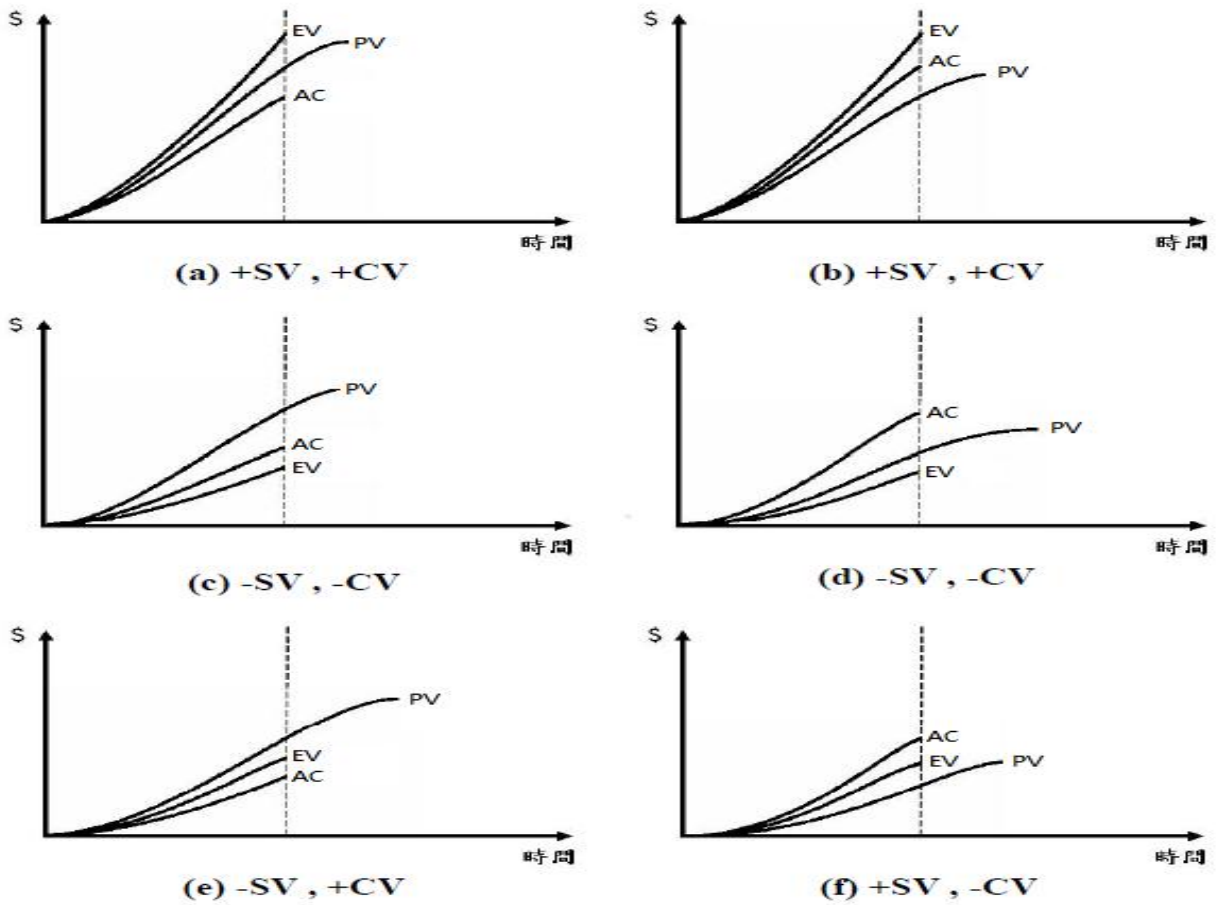 $
EV
PV
AC
時間
(a) +SV , +CV
$
EV
AC
PV
時間
(b) +SV , +CV
$
PV
AC
EV
時間
(c) -SV , -CV
$
AC
PV
EV
時間
(d) -SV , -CV
$
PV
EV
AC
時間
(e) -SV , +CV
$
AC
EV
PV
時間
(f) +SV , -CV